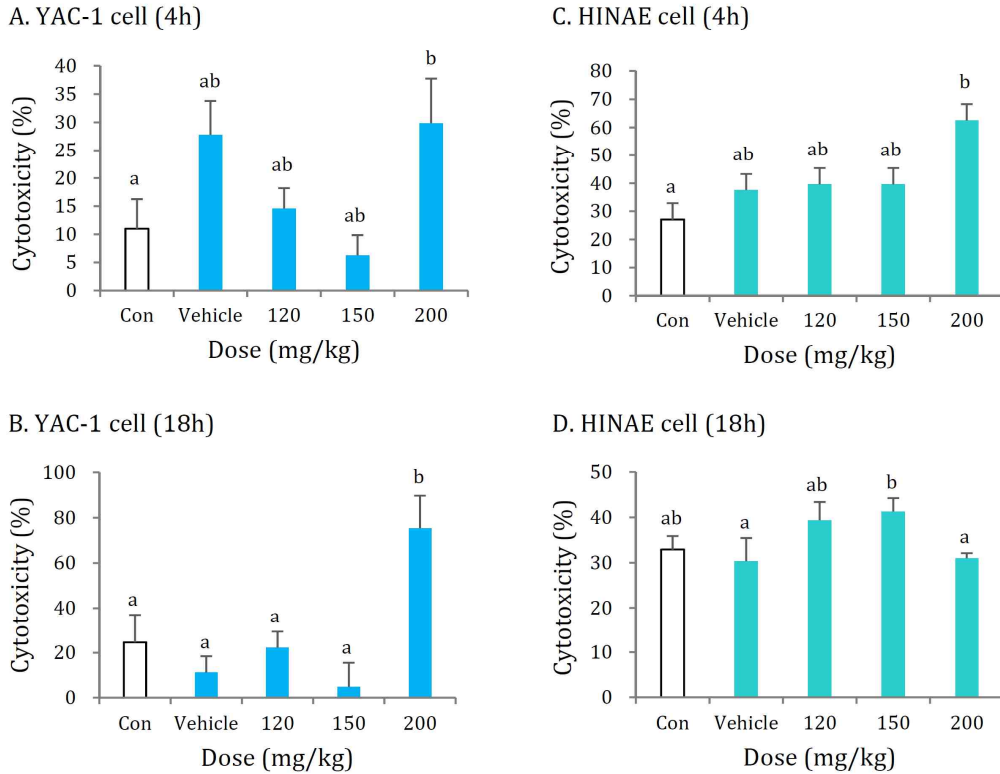 A. YAC-1 cell (4h)
Cytotoxicity (%)
40
35
30
25
20
15
10
5
0
a
ab
ab
ab
b
Con Vehicle 120 150 200
Dose (mg/kg)
C. HINAE cell (4h)
Cytotoxicity (%)
80
70
60
50
40
30
20
10
0
a
ab
ab
ab
b
Con Vehicle 120 150 200
Dose (mg/kg)
B. YAC-1 cell (18h)
Cytotoxicity (%)
100
80
60
40
20
0
a
a
a
a
b
Con Vehicle 120 150 200
Dose (mg/kg)
D. HINAE cell (18h)
Cytotoxicity (%)
50
40
30
20
10
0
ab
a
ab
b
a
Con Vehicle 120 150 200
Dose (mg/kg)